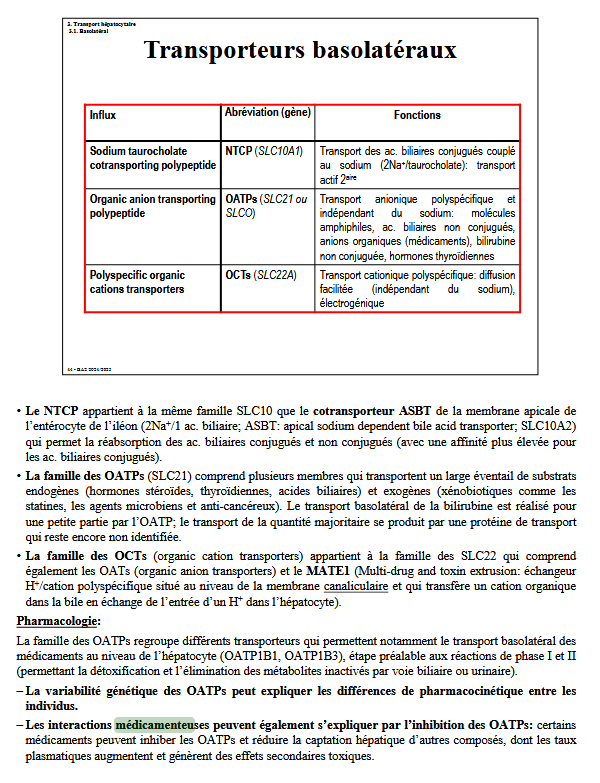 3. Transport hépatocytaire
3.1. Basolatéral
Transporteurs basolatéraux
Influx
Abréviation (gène)
Fonctions
Sodium taurocholate
cotransporting polypeptide
NTCP (SLC10A1)
Transport des ac. biliaires conjugués couplé
au sodium (2Na+/taurocholate): transport
actif 2aire
Organic anion transporting
polypeptide
OATPs (SLC21 ou
SLCO)
Transport anionique polyspécifique et
indépendant du sodium: molécules
amphiphiles, ac. biliaires non conjugués,
anions organiques (médicaments), bilirubine
non conjuguée, hormones thyroïdiennes
Polyspecific organic
cations transporters
OCTs (SLC22A)
Transport cationique polyspécifique: diffusion
facilitée (indépendant du sodium),
électrogénique
• Le NTCP appartient à la même famille SLC10 que le cotransporteur ASBT de la membrane apicale de
l'entérocyte de l'iléon (2Na+/1 ac. biliaire; ASBT: apical sodium dependent bile acid transporter; SLC10A2)
qui permet la réabsorption des ac. biliaires conjugués et non conjugués (avec une affinité plus élevée pour
les ac. biliaires conjugués).
• La famille des OATPs (SLC21) comprend plusieurs membres qui transportent un large éventail de substrats
endogènes (hormones stéroïdes, thyroïdiennes, acides biliaires) et exogènes (xénobiotiques comme les
statines, les agents microbiens et anti-cancéreux). Le transport basolatéral de la bilirubine est réalisé pour
une petite partie par l'OATP; le transport de la quantité majoritaire se produit par une protéine de transport
qui reste encore non identifiée.
• La famille des OCTs (organic cation transporters) appartient à la famille des SLC22 qui comprend
également les OATs (organic anion transporters) et le MATE1 (Multi-drug and toxin extrusion: échangeur
H+/cation polyspécifique situé au niveau de la membrane canaliculaire et qui transfère un cation organique
dans la bile en échange de l'entrée d'un H+ dans l'hépatocyte).
Pharmacologie:
La famille des OATPs regroupe différents transporteurs qui permettent notamment le transport basolatéral des
médicaments au niveau de l'hépatocyte (OATP1B1, OATP1B3), étape préalable aux réactions de phase I et II
(permettant la détoxification et l'élimination des métabolites inactivés par voie biliaire ou urinaire).
– La variabilité génétique des OATPs peut expliquer les différences de pharmacocinétique entre les
individus.
– Les interactions médicamenteuses peuvent également s'expliquer par l'inhibition des OATPs: certains
médicaments peuvent inhiber les OATPs et réduire la captation hépatique d'autres composés, dont les taux
plasmatiques augmentent et génèrent des effets secondaires toxiques.